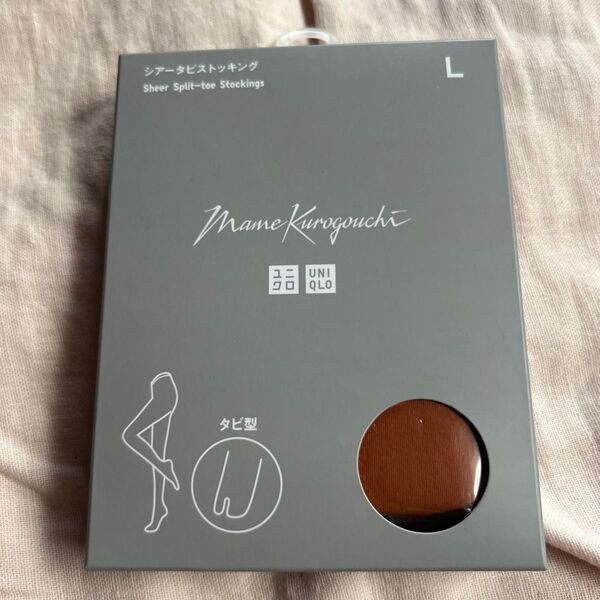 シアータビストッキング
Sheer Split-toe Stockings
L
Mame Kurogouchi
ユニクロ
UNIQLO
タビ型